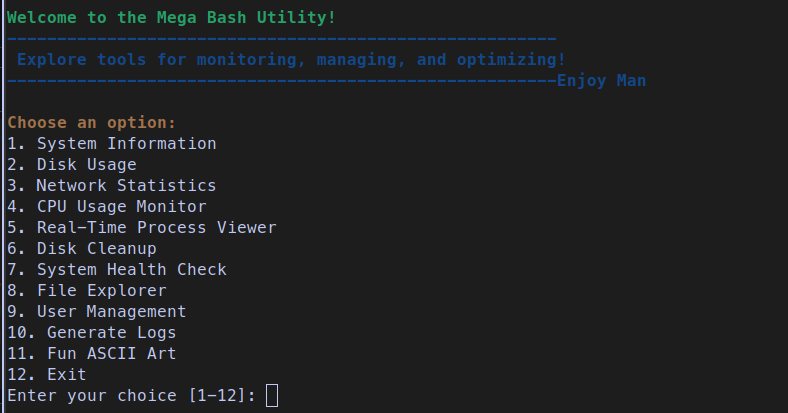 Welcome to the Mega Bash Utility!
-------------------------------------------------------
Explore tools for monitoring, managing, and optimizing!
-------------------------------------------------------Enjoy Man
Choose an option:
1. System Information
2. Disk Usage
3. Network Statistics
4. CPU Usage Monitor
5. Real-Time Process Viewer
6. Disk Cleanup
7. System Health Check
8. File Explorer
9. User Management
10. Generate Logs
11. Fun ASCII Art
12. Exit
Enter your choice [1-12]: